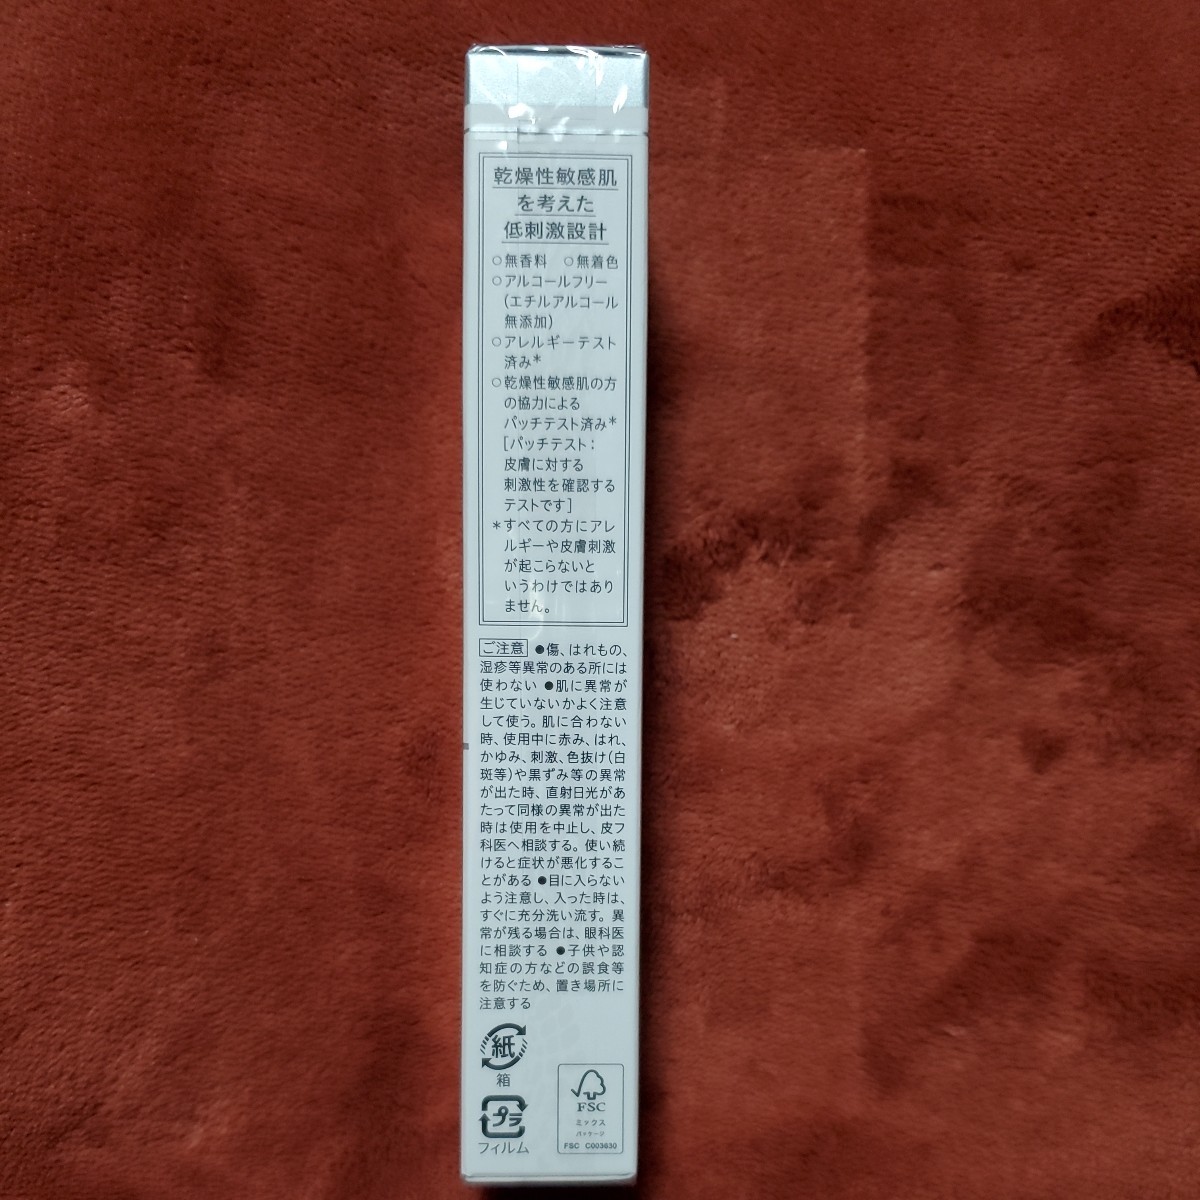 乾燥性敏感肌
を考えた
低刺激設計
○無香料 ○無着色
○アルコールフリー
(エチルアルコール
無添加)
○アレルギーテスト
済み*
○乾燥性敏感肌の方
の協力による
パッチテスト済み*
[パッチテスト:
皮膚に対する
刺激性を確認する
テストです]
*すべての方にアレ
ルギーや皮膚刺激
が起こらないと
いうわけではあり
ません。
ご注意 ●傷、はれもの、
湿疹等異常のある所には
使わない ●肌に異常が
生じていないかよく注意
して使う。肌に合わない
時、使用中に赤み、はれ、
かゆみ、刺激、色抜け(白
斑等)や黒ずみ等の異常
が出た時、直射日光があ
たって同様の異常が出た
時は使用を中止し、皮フ
科医へ相談する。使い続
けると症状が悪化するこ
とがある ●目に入らない
よう注意し、入った時は、
すぐに充分洗い流す。異
常が残る場合は、眼科医
に相談する ●子供や認
知症の方などの誤食等
を防ぐため、置き場所に
注意する
紙
箱
プラ
フィルム
FSC
ミックス
パッケージ
FSC C003630